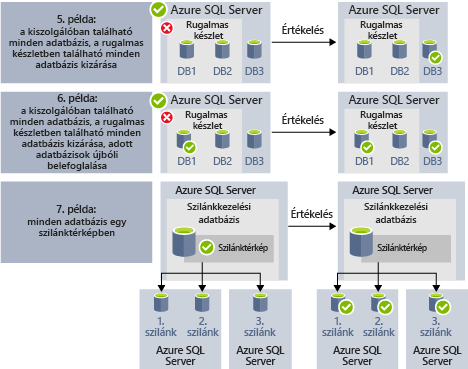 5. példa:
a kiszolgálóban található
minden adatbázis, a rugalmas
készletben található minden
adatbázis kizárása
Azure SQL Server
Rugalmas
készlet
DB1
DB2
DB3
Értékelés
Azure SQL Server
Rugalmas
készlet
DB1
DB2
DB3
6. példa:
a kiszolgálóban található
minden adatbázis, a rugalmas
készletben található minden
adatbázis kizárása, adott
adatbázisok újbóli
belefoglalása
Azure SQL Server
Rugalmas
készlet
DB1
DB2
DB3
Értékelés
Azure SQL Server
Rugalmas
készlet
DB1
DB2
DB3
7. példa:
minden adatbázis egy
szilánktérképben
Azure SQL Server
Szilánkkezelési
adatbázis
Szilánktérkép
Értékelés
Azure SQL Server
Szilánkkezelési
adatbázis
Szilánktérkép
1.
szilánk
2.
szilánk
Azure SQL
Server
3.
szilánk
Azure SQL
Server
1.
szilánk
2.
szilánk
Azure SQL
Server
3.
szilánk
Azure SQL
Server